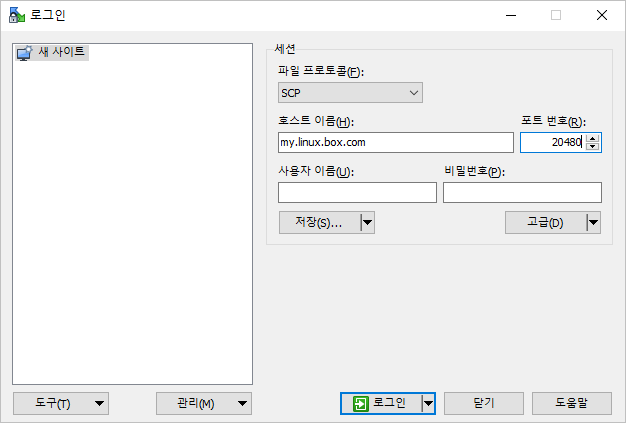 로그인
새 사이트
세션
파일 프로토콜(F):
SCP
호스트 이름(H):
포트 번호(R):
my.linux.box.com
20480
사용자 이름(U):
비밀번호(P):
저장(S)...
고급(D)
도구(T)
관리(M)
로그인
닫기
도움말